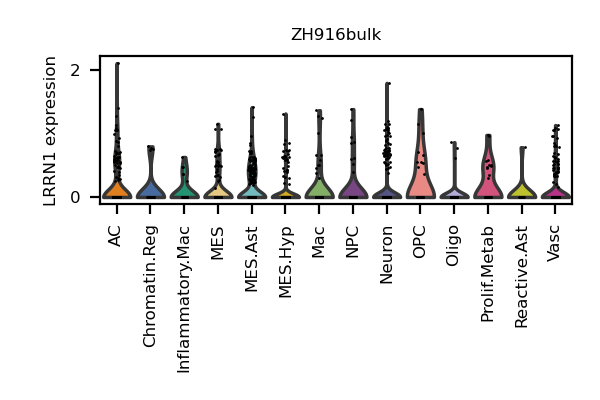 ZH916bulk
LRRN1 expression
2
0
AC
Chromatin.Reg
Inflammatory.Mac
MES
MES.Ast
MES.Hyp
Mac
NPC
Neuron
OPC
Oligo
Prolif.Metab
Reactive.Ast
Vasc